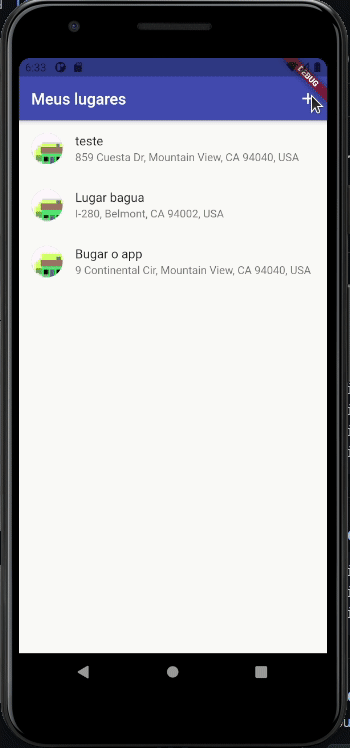 6:33
DEBUG
Meus lugares
teste
859 Cuesta Dr, Mountain View, CA 94040, USA
Lugar bagua
I-280, Belmont, CA 94002, USA
Bugar o app
9 Continental Cir, Mountain View, CA 94040, USA